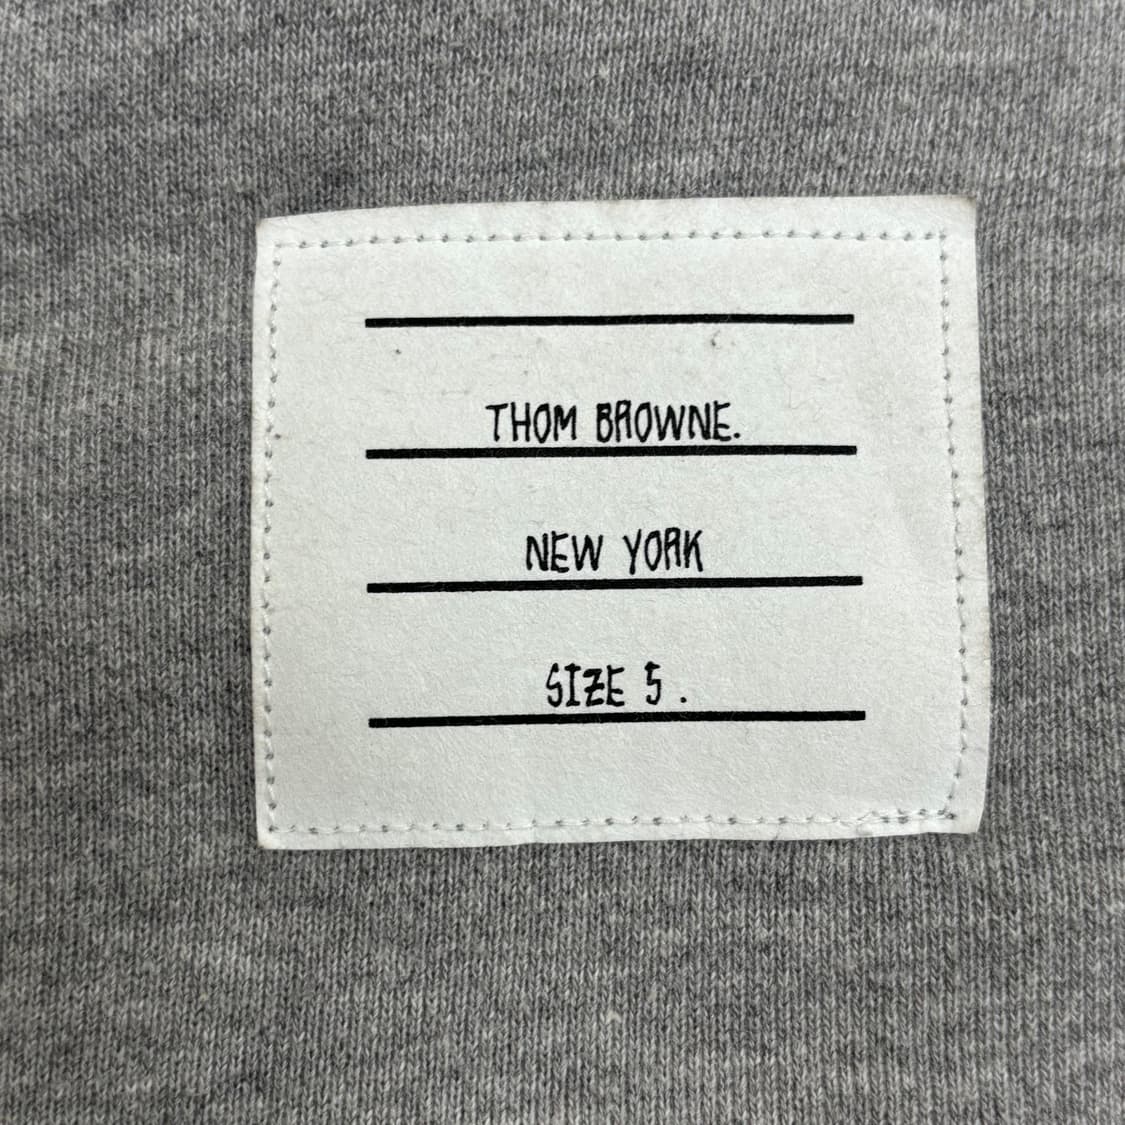 THOM BROWNE.
NEW YORK
SIZE 5 .